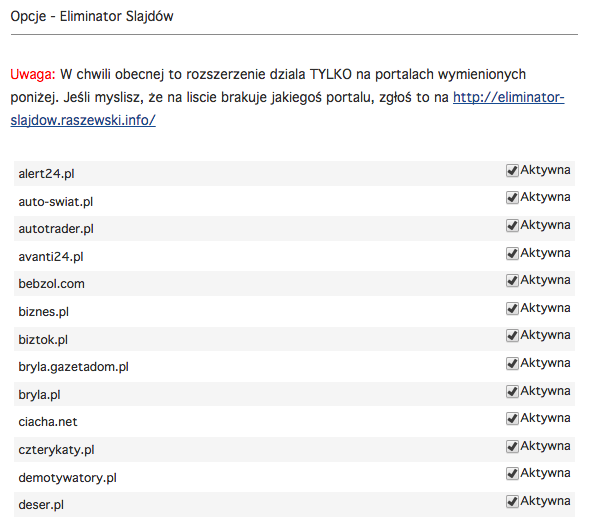 Opcje - Eliminator Slajdów
Uwaga: W chwili obecnej to rozszerzenie dziala TYLKO na portalach wymienionych
poniżej. Jeśli myslisz, że na liscie brakuje jakiegoś portalu, zgłoś to na http://eliminator-
slajdow.raszewski.info/
alert24.pl Aktywna
auto-swiat.pl Aktywna
autotrader.pl Aktywna
avanti24.pl Aktywna
bebzol.com Aktywna
biznes.pl Aktywna
biztok.pl Aktywna
bryla.gazetadom.pl Aktywna
bryla.pl Aktywna
ciacha.net Aktywna
czterykaty.pl Aktywna
demotywatory.pl Aktywna
deser.pl Aktywna